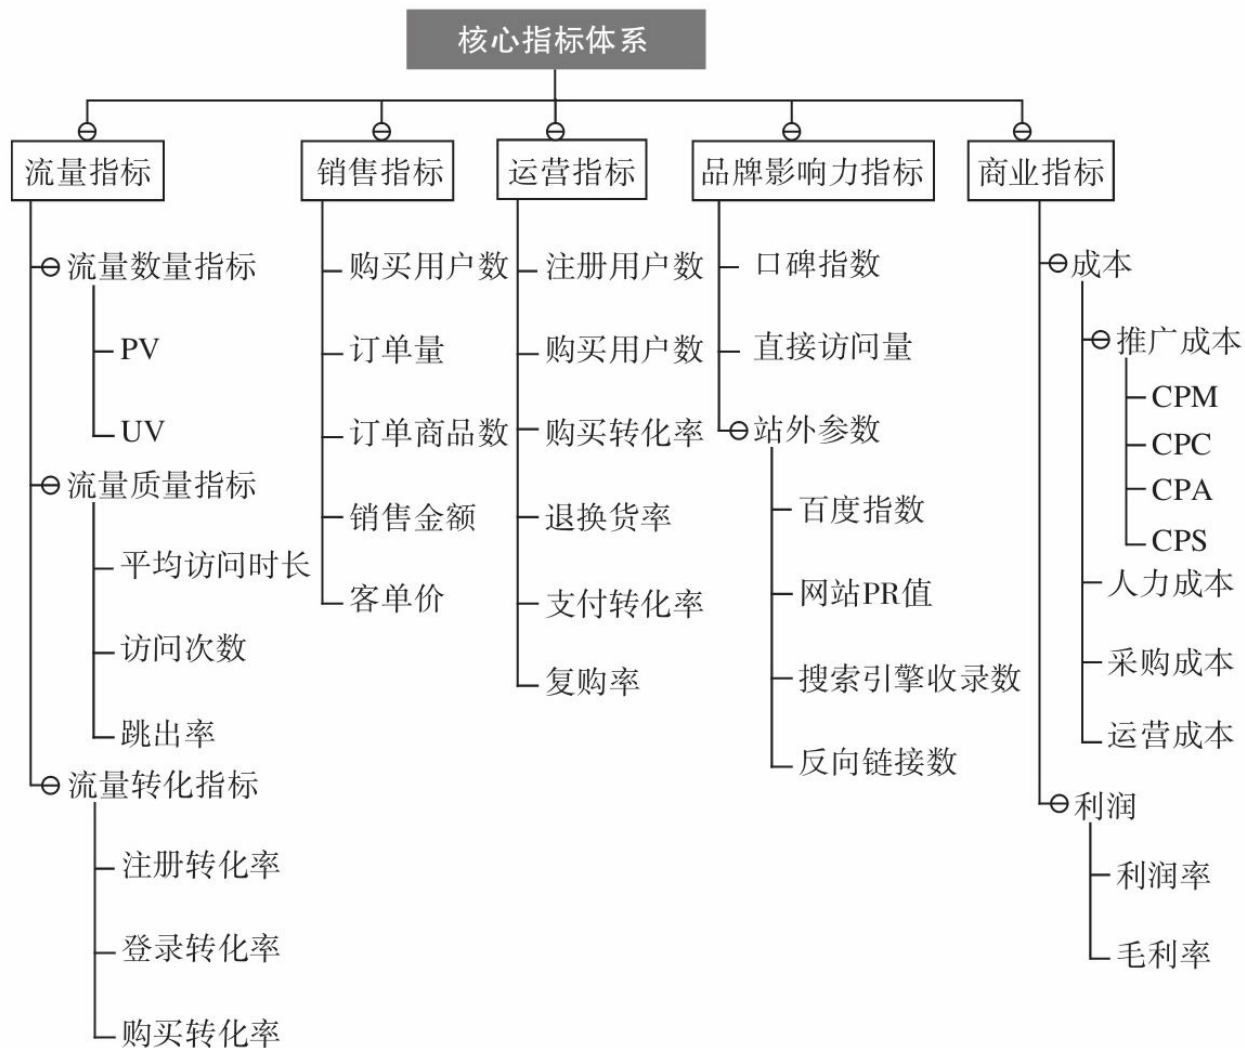 核心指标体系
流量指标
流量数量指标
PV
UV
流量质量指标
平均访问时长
访问次数
跳出率
流量转化指标
注册转化率
登录转化率
购买转化率
销售指标
购买用户数
订单量
订单商品数
销售金额
客单价
运营指标
注册用户数
购买用户数
购买转化率
退换货率
支付转化率
复购率
品牌影响力指标
口碑指数
直接访问量
站外参数
百度指数
网站PR值
搜索引擎收录数
反向链接数
商业指标
成本
推广成本
CPM
CPC
CPA
CPS
人力成本
采购成本
运营成本
利润
利润率
毛利率